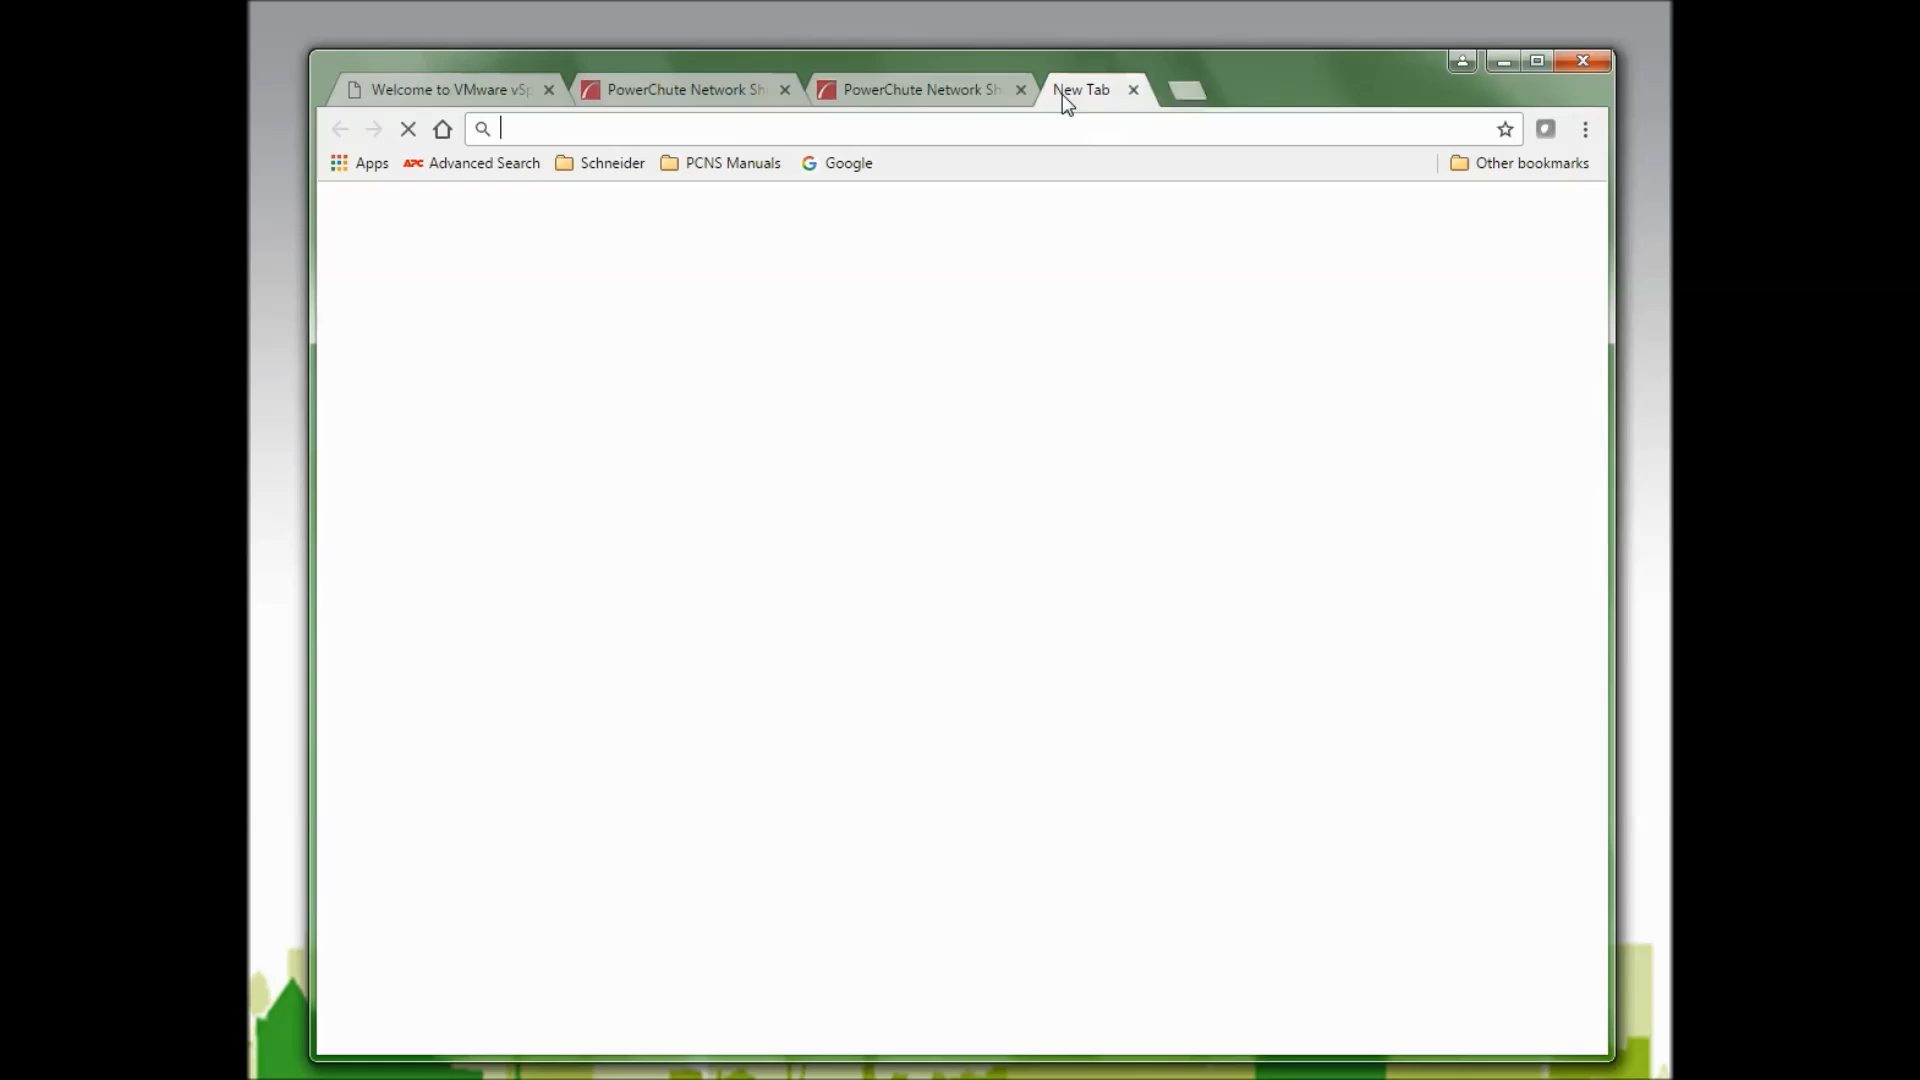 Welcome to VMware vSp
PowerChute Network Sh
PowerChute Network Sh
New Tab
Apps
APC Advanced Search
Schneider
PCNS Manuals
G Google
Other bookmarks